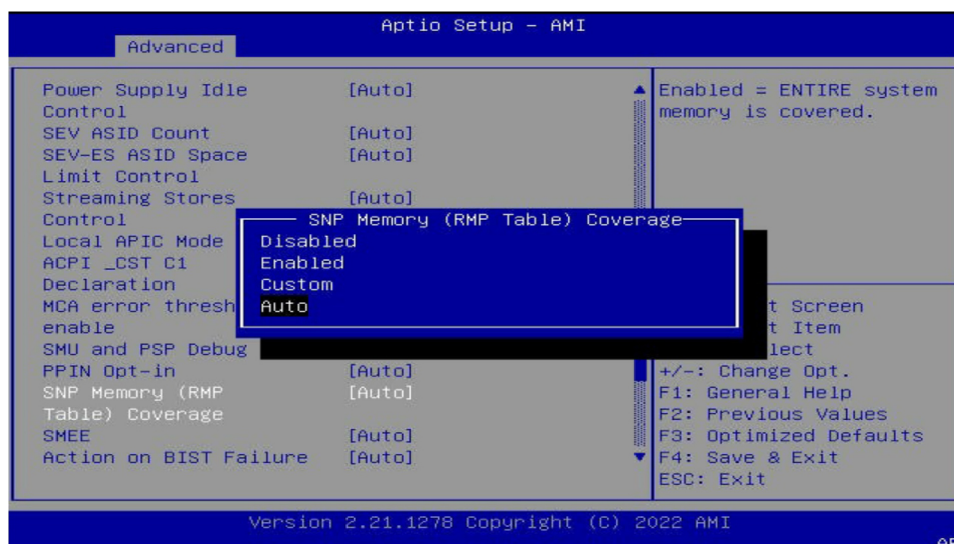 Aptio Setup - AMI
Advanced
Power Supply Idle [Auto]
Control
SEV ASID Count [Auto]
SEV-ES ASID Space [Auto]
Limit Control
Streaming Stores [Auto]
Control
Local APIC Mode
ACPI _CST C1
Declaration
MCA error thresh
enable
SMU and PSP Debug
PPIN Opt-in [Auto]
SNP Memory (RMP [Auto]
Table) Coverage
SMEE [Auto]
Action on BIST Failure [Auto]
SNP Memory (RMP Table) Coverage
Disabled
Enabled
Custom
Auto
Enabled = ENTIRE system
memory is covered.
t Screen
t Item
lect
+/-: Change Opt.
F1: General Help
F2: Previous Values
F3: Optimized Defaults
F4: Save & Exit
ESC: Exit
Version 2.21.1278 Copyright (C) 2022 AMI